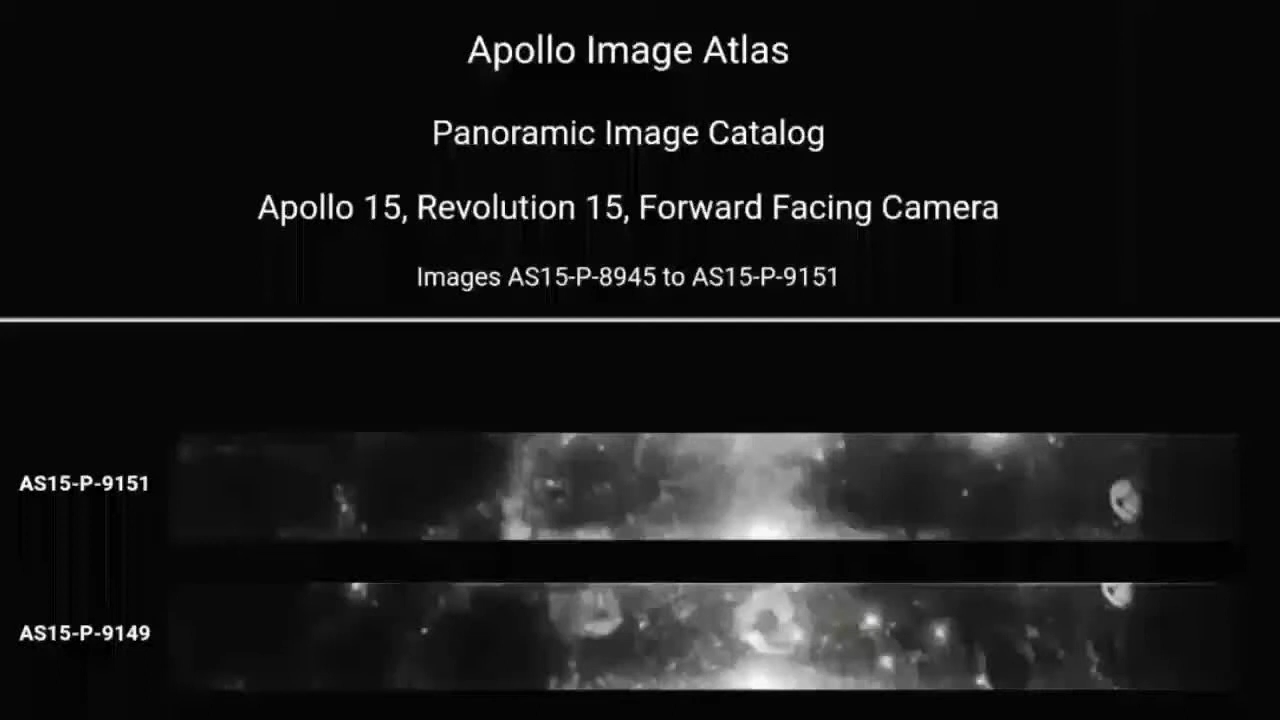 Apollo Image Atlas
Panoramic Image Catalog
Apollo 15, Revolution 15, Forward Facing Camera
Images AS15-P-8945 to AS15-P-9151
AS15-P-9151
AS15-P-9149